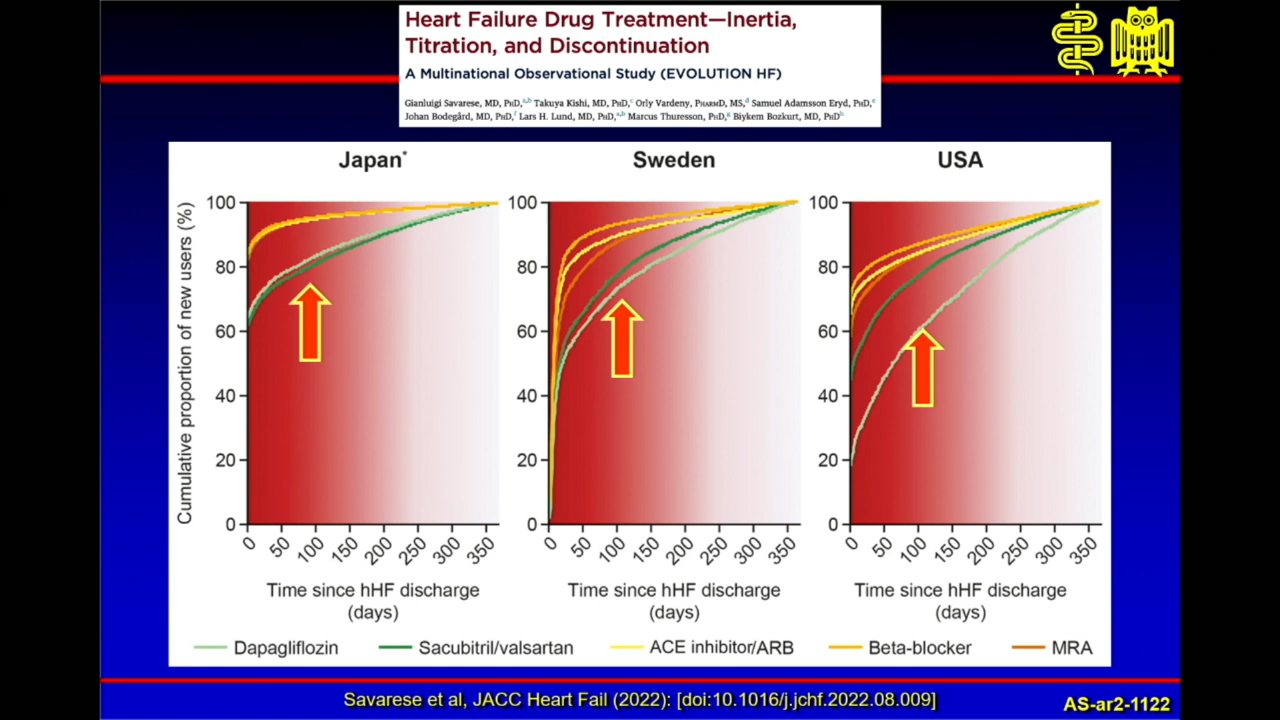 Heart Failure Drug Treatment—Inertia,
Titration, and Discontinuation
A Multinational Observational Study (EVOLUTION HF)
Gianluigi Savarese, MD, PhD,a,b Takuya Kishi, MD, PhD,c Orly Vardeny, PharmD, MS,d Samuel Adamsson Eryd, PhD,e
Johan Bodegård, MD, PhD,f Lars H. Lund, MD, PhD,a,b Marcus Thuresson, PhD,g Biykem Bozkurt, MD, PhDh
Japan*
Sweden
USA
Cumulative proportion of new users (%)
100
80
60
40
20
0
0 50 100 150 200 250 300 350
Time since hHF discharge
(days)
100
80
60
40
20
0
0 50 100 150 200 250 300 350
Time since hHF discharge
(days)
100
80
60
40
20
0
0 50 100 150 200 250 300 350
Time since hHF discharge
(days)
Dapagliflozin Sacubitril/valsartan ACE inhibitor/ARB Beta-blocker MRA
Savarese et al, JACC Heart Fail (2022): [doi:10.1016/j.jchf.2022.08.009]
AS-ar2-1122